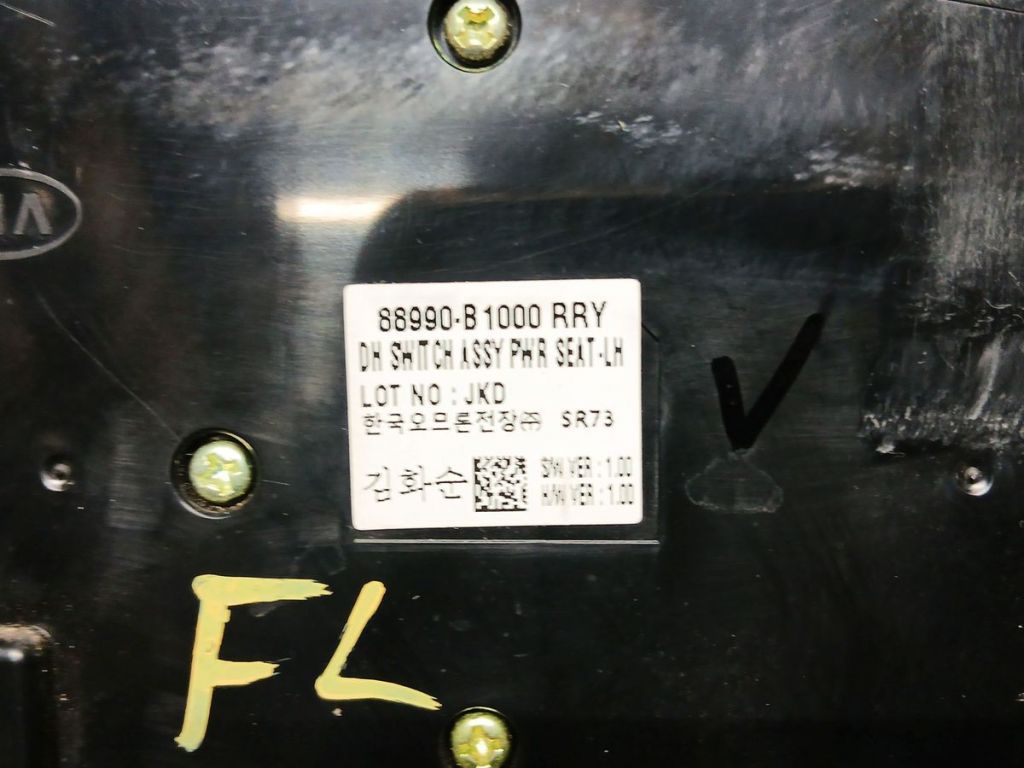 KIA
88990-B1000 RRY
DH SWITCH ASSY PWR SEAT-LH
LOT NO : JKD
한국오므론전장㈜ SR73
김화순
S/W VER : 1.00
H/W VER : 1.00
FL